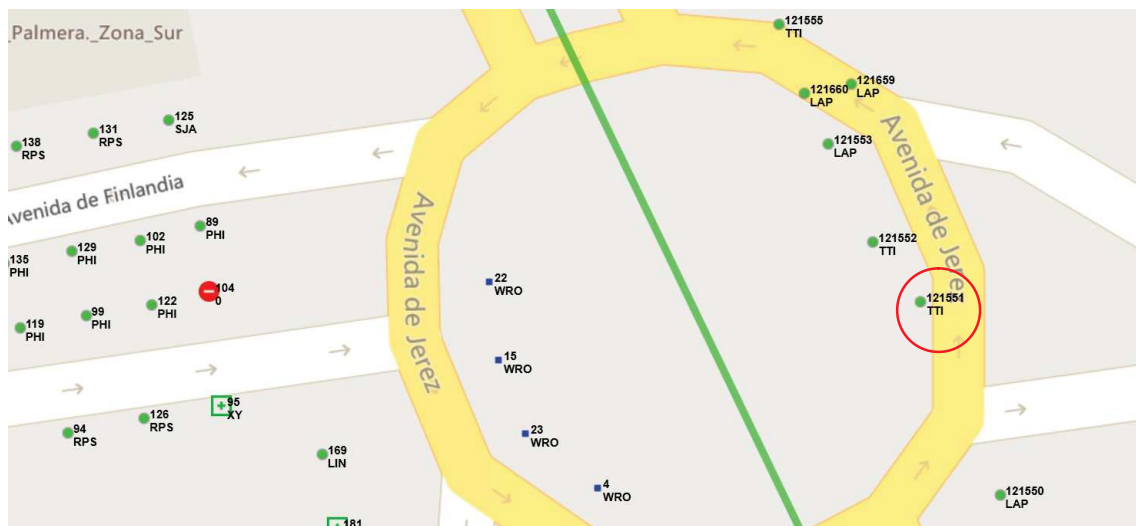 _Palmera._Zona_Sur
121555
TTI
121659
LAP
121660
LAP
125
SJA
131
RPS
138
RPS
121553
LAP
Avenida de Jerez
Avenida de Finlandia
89
PHI
102
PHI
129
PHI
135
PHI
121552
TTI
22
WRO
104
0
121551
TTI
122
PHI
99
PHI
119
PHI
Avenida de Jerez
15
WRO
95
XY
126
RPS
94
RPS
23
WRO
169
LIN
4
WRO
121550
LAP
181